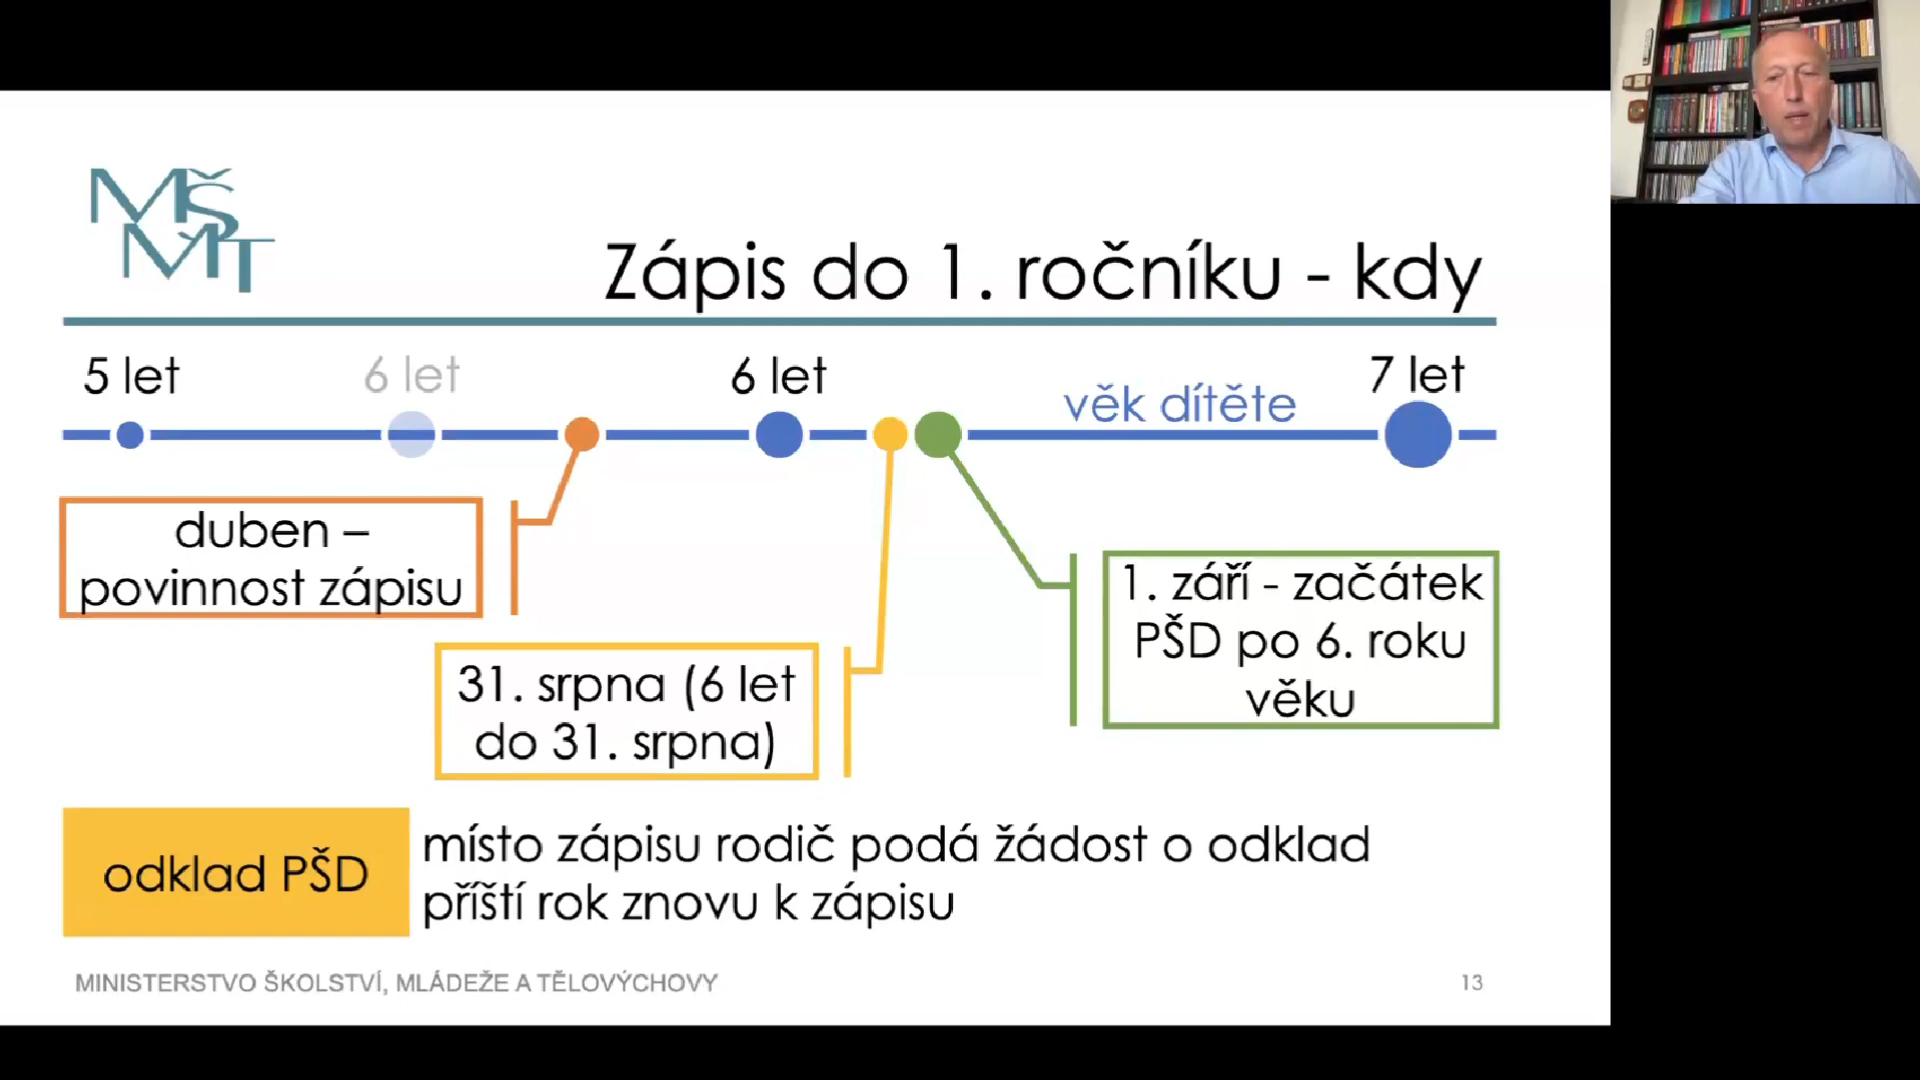 MŠMT
Zápis do 1. ročníku - kdy
5 let
6 let
6 let
věk dítěte
7 let
duben –
povinnost zápisu
31. srpna (6 let
do 31. srpna)
1. září - začátek
PŠD po 6. roku
věku
odklad PŠD
místo zápisu rodič podá žádost o odklad
příští rok znovu k zápisu
MINISTERSTVO ŠKOLSTVÍ, MLÁDEŽE A TĚLOVÝCHOVY
13